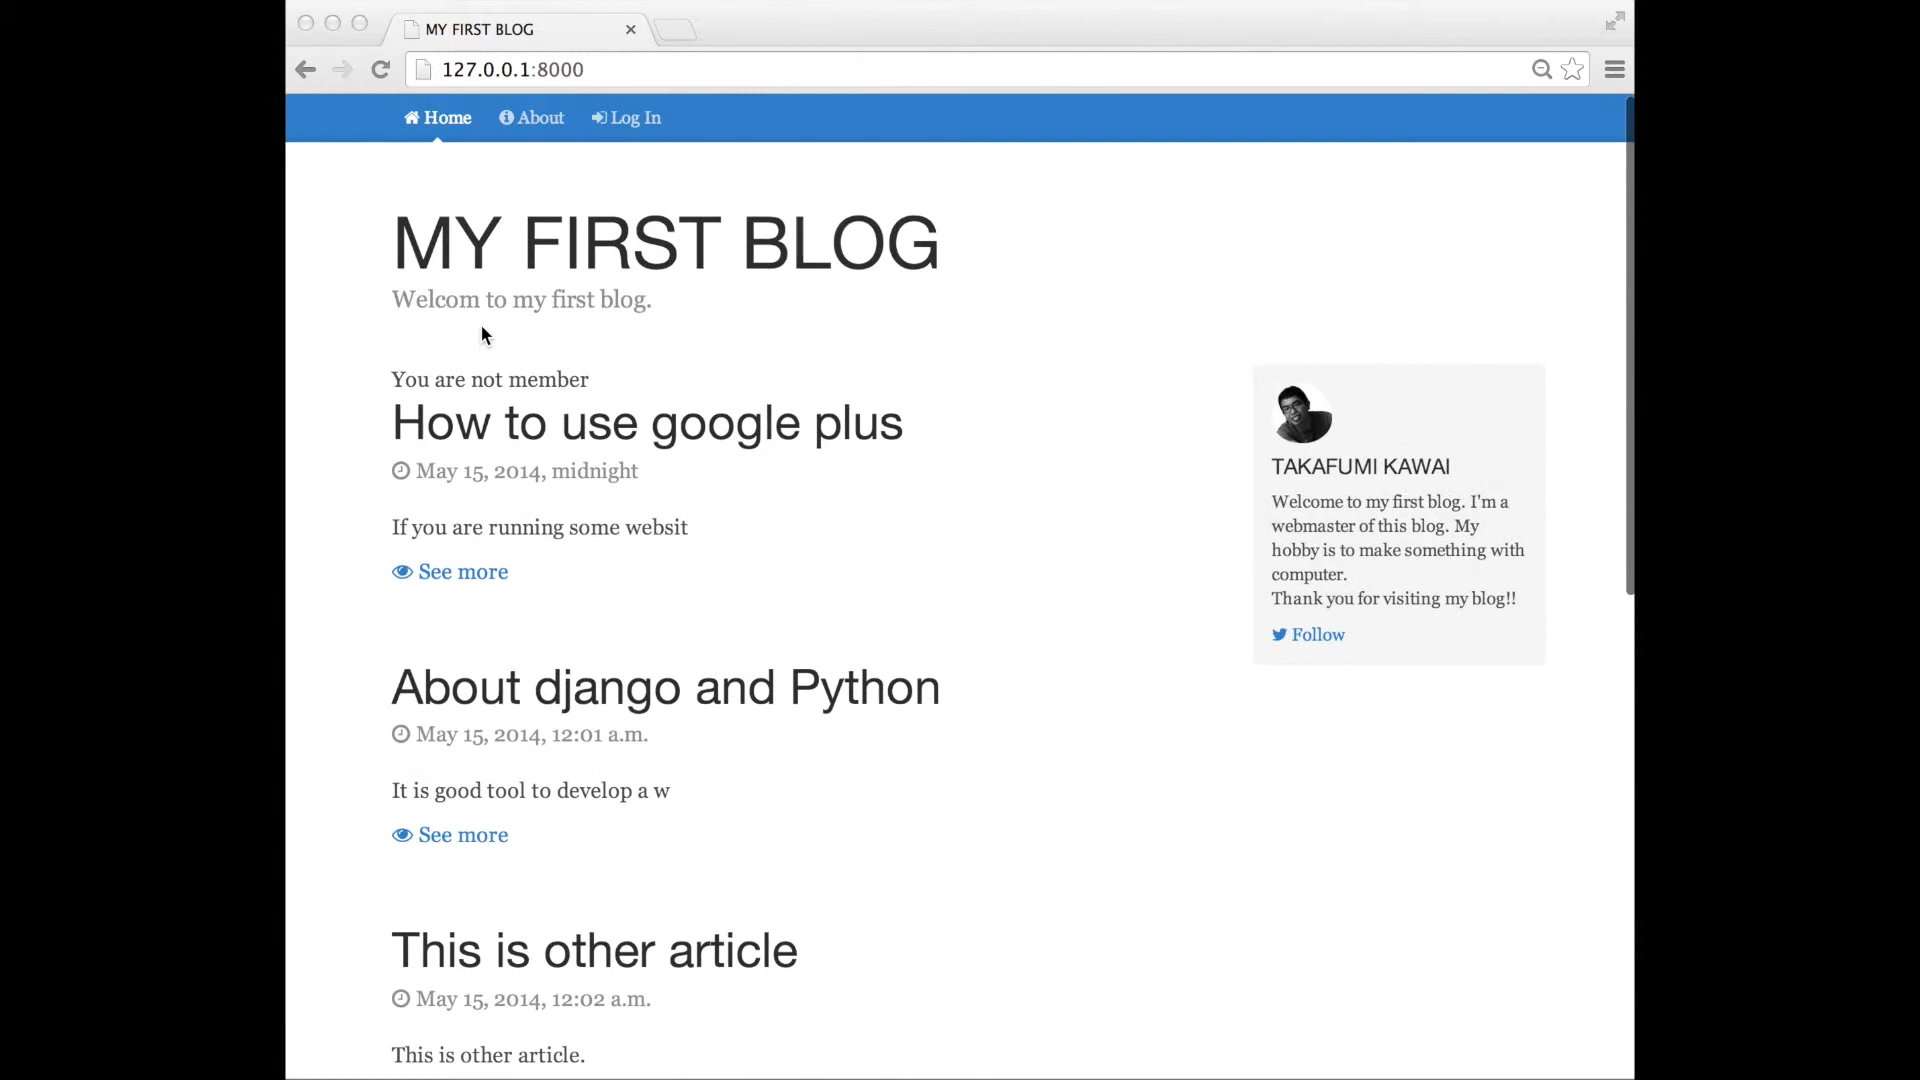 MY FIRST BLOG
127.0.0.1:8000
Home About Log In
MY FIRST BLOG
Welcom to my first blog.
You are not member
How to use google plus
May 15, 2014, midnight
If you are running some websit
See more
About django and Python
May 15, 2014, 12:01 a.m.
It is good tool to develop a w
See more
This is other article
May 15, 2014, 12:02 a.m.
This is other article.
TAKAFUMI KAWAI
Welcome to my first blog. I'm a
webmaster of this blog. My
hobby is to make something with
computer.
Thank you for visiting my blog!!
Follow